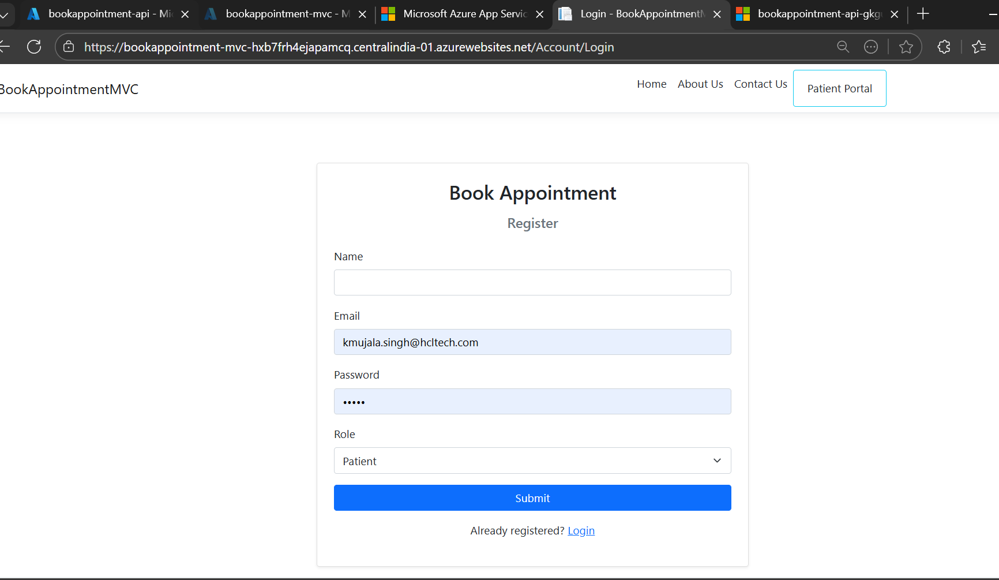 bookappointment-api - Mi
bookappointment-mvc - M
Microsoft Azure App Servic
Login - BookAppointmentM
bookappointment-api-gkg
https://bookappointment-mvc-hxb7frh4ejapamcq.centralindia-01.azurewebsites.net/Account/Login
BookAppointmentMVC
Home
About Us
Contact Us
Patient Portal
Book Appointment
Register
Name
Email
kmujala.singh@hcltech.com
Password
•••••
Role
Patient
Submit
Already registered? Login